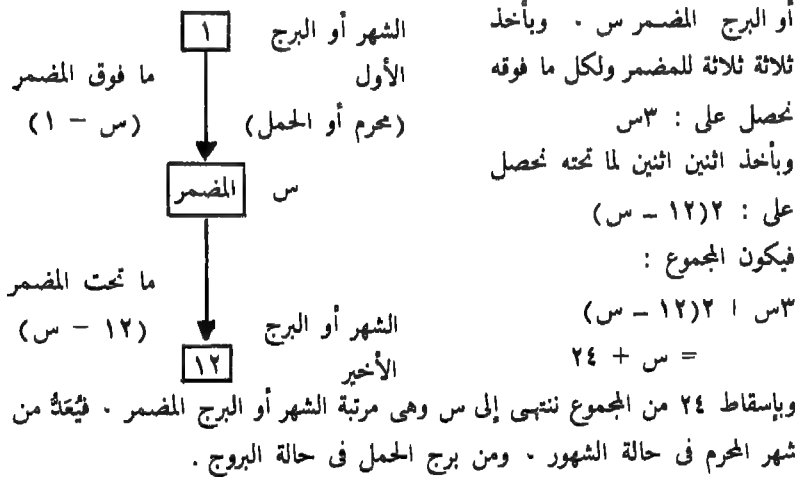 أو البرج المضمر س . وبأخذ
ثلاثة ثلاثة للمضمر ولكل ما فوقه
نحصل على : ٣س
وبأخذ اثنين اثنين لما تحته نحصل
على : ٢(١٢ – س)
فيكون المجموع :
٣س ١ ٢(١٢ – س)
= س + ٢٤
١
الشهر أو البرج
الأول
(محرم أو الحمل)
ما فوق المضمر
(س – ١)
س
المضمر
ما تحت المضمر
(١٢ – س)
الشهر أو البرج
الأخير
١٢
وبإسقاط ٢٤ من المجموع ننتهى إلى س وهى مرتبة الشهر أو البرج المضمر . فيُعَدُّ من
شهر المحرم فى حالة الشهور . ومن برج الحمل فى حالة البروج .